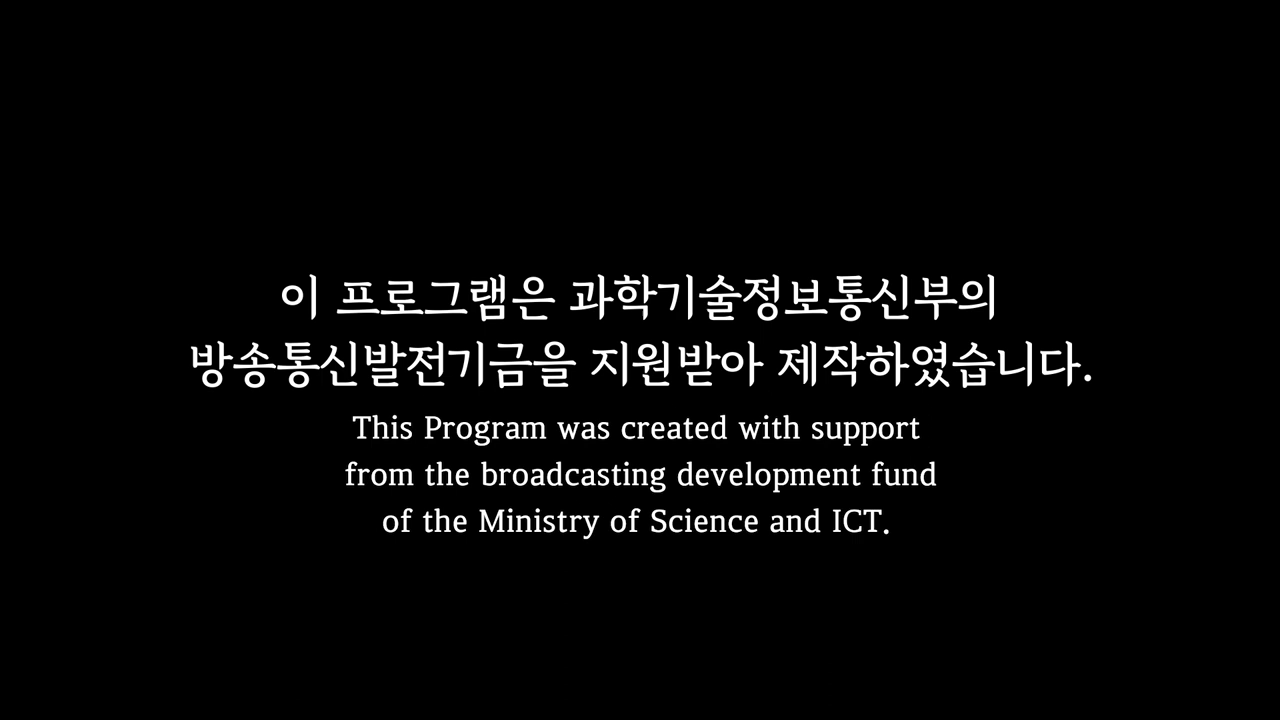 이 프로그램은 과학기술정보통신부의
방송통신발전기금을 지원받아 제작하였습니다.
This Program was created with support
from the broadcasting development fund
of the Ministry of Science and ICT.